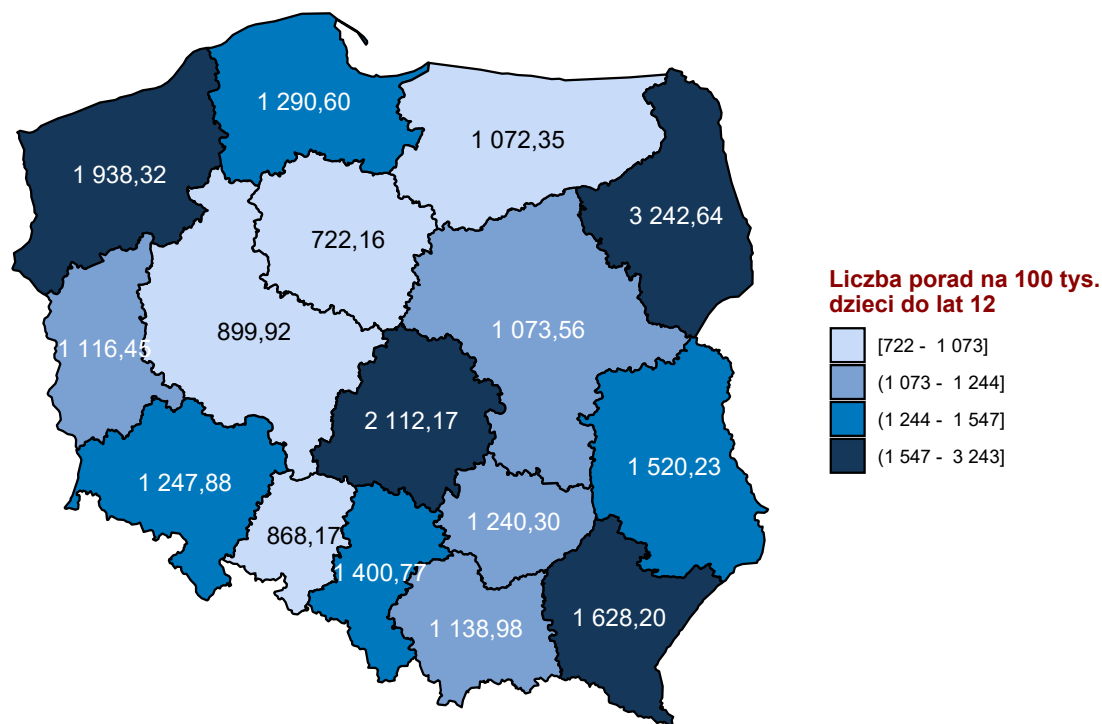 1 290,60
1 072,35
1 938,32
3 242,64
722,16
899,92
1 073,56
1 116,45
2 112,17
1 520,23
1 247,88
1 240,30
868,17
1 400,77
1 628,20
1 138,98
Liczba porad na 100 tys.
dzieci do lat 12
[722 - 1 073]
(1 073 - 1 244]
(1 244 - 1 547]
(1 547 - 3 243]